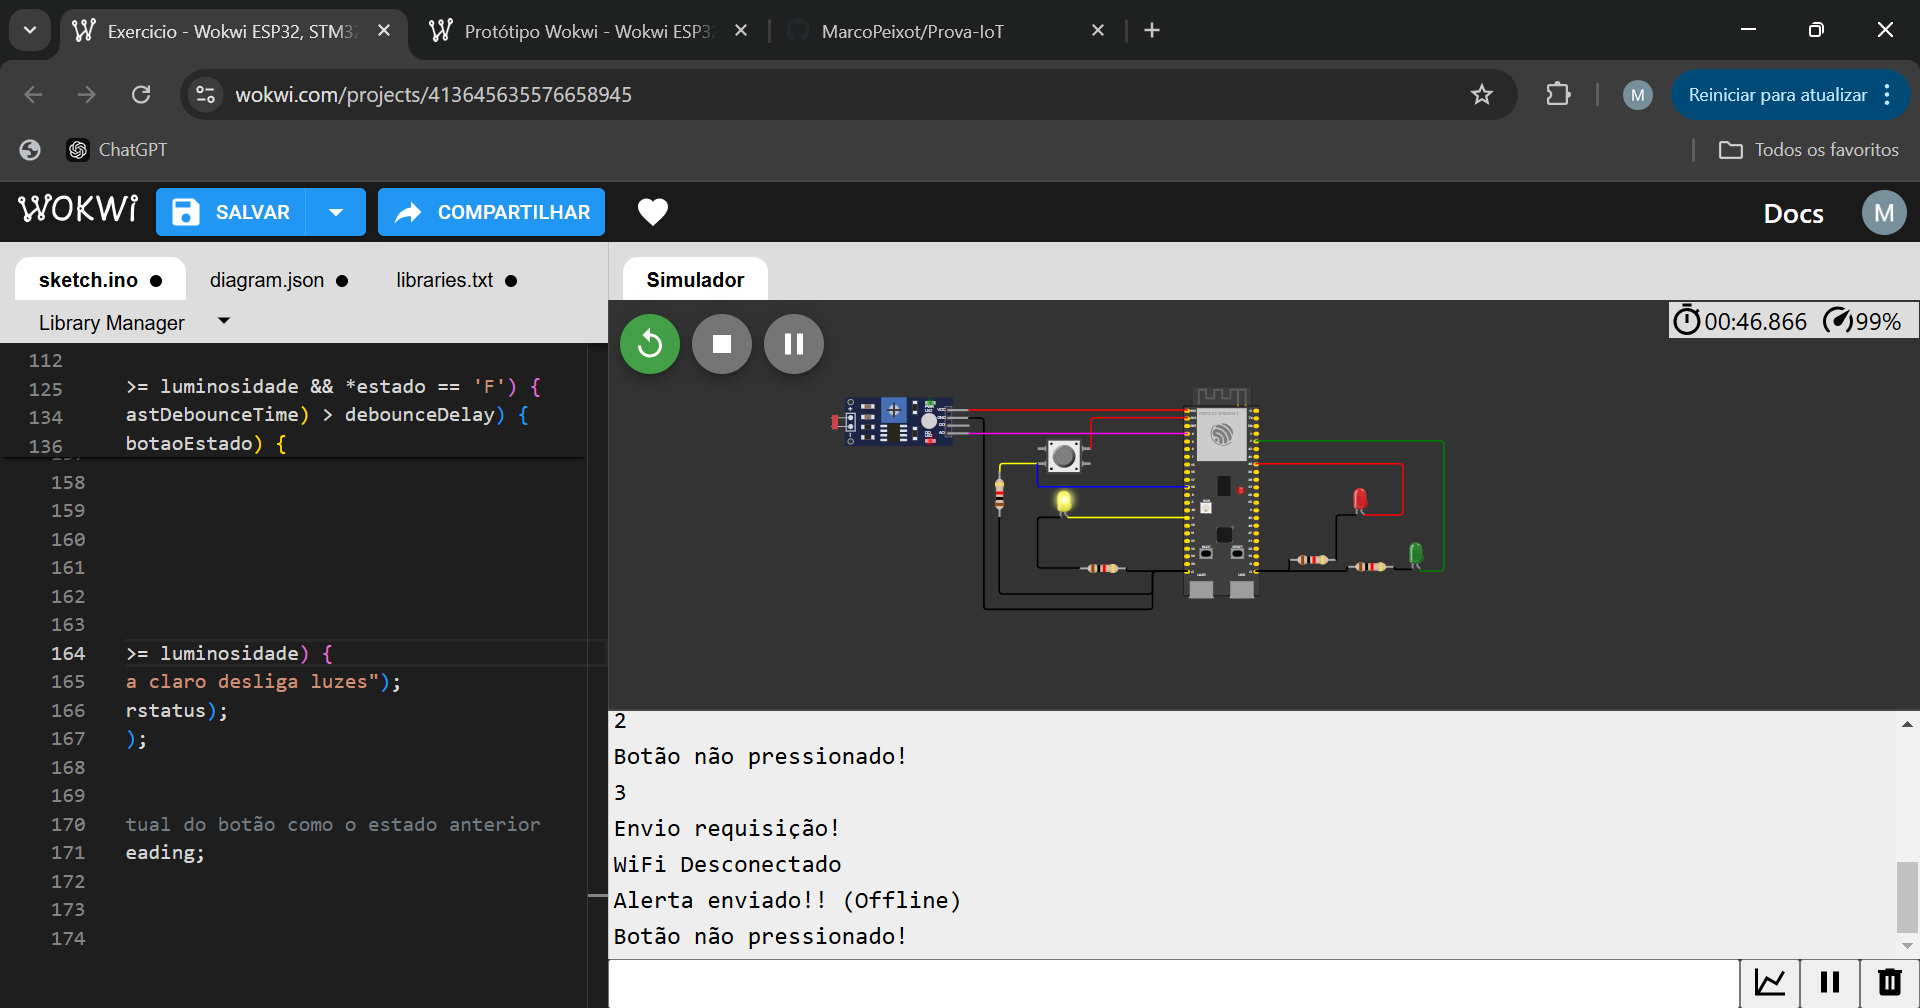 Exercicio - Wokwi ESP32, STM32
Protótipo Wokwi - Wokwi ESP3
MarcoPeixot/Prova-IoT
wokwi.com/projects/413645635576658945
M
Reiniciar para atualizar
ChatGPT
Todos os favoritos
WOKWi
SALVAR
COMPARTILHAR
Docs
M
sketch.ino
diagram.json
libraries.txt
Library Manager
Simulador
00:46.866
99%
112
125 >= luminosidade && *estado == 'F') {
134 astDebounceTime) > debounceDelay) {
136 botaoEstado) {
158
159
160
161
162
163
164 >= luminosidade) {
165 a claro desliga luzes");
166 rstatus);
167 );
168
169
170 tual do botão como o estado anterior
171 eading;
172
173
174
2
Botão não pressionado!
3
Envio requisição!
WiFi Desconectado
Alerta enviado!! (Offline)
Botão não pressionado!